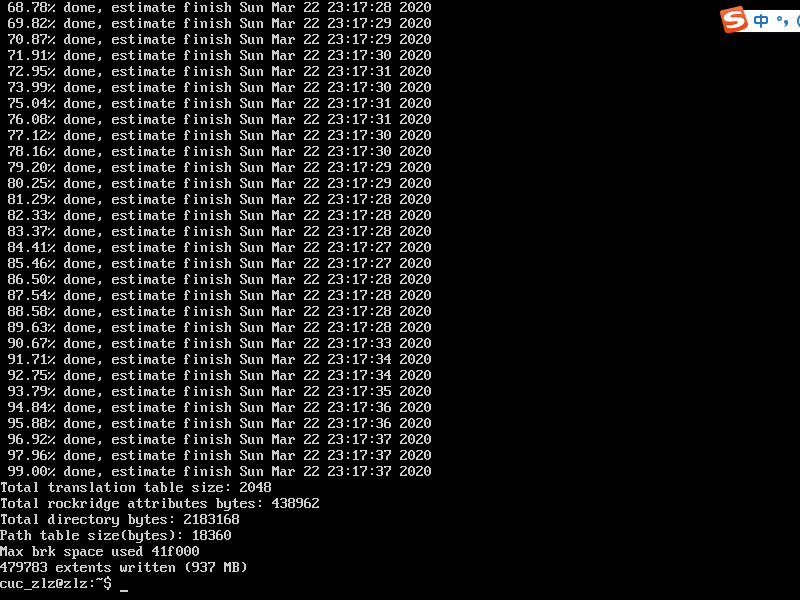 68.78% done, estimate finish Sun Mar 22 23:17:28 2020
69.82% done, estimate finish Sun Mar 22 23:17:29 2020
70.87% done, estimate finish Sun Mar 22 23:17:29 2020
71.91% done, estimate finish Sun Mar 22 23:17:30 2020
72.95% done, estimate finish Sun Mar 22 23:17:31 2020
73.99% done, estimate finish Sun Mar 22 23:17:30 2020
75.04% done, estimate finish Sun Mar 22 23:17:31 2020
76.08% done, estimate finish Sun Mar 22 23:17:31 2020
77.12% done, estimate finish Sun Mar 22 23:17:30 2020
78.16% done, estimate finish Sun Mar 22 23:17:30 2020
79.20% done, estimate finish Sun Mar 22 23:17:29 2020
80.25% done, estimate finish Sun Mar 22 23:17:29 2020
81.29% done, estimate finish Sun Mar 22 23:17:28 2020
82.33% done, estimate finish Sun Mar 22 23:17:28 2020
83.37% done, estimate finish Sun Mar 22 23:17:28 2020
84.41% done, estimate finish Sun Mar 22 23:17:27 2020
85.46% done, estimate finish Sun Mar 22 23:17:27 2020
86.50% done, estimate finish Sun Mar 22 23:17:28 2020
87.54% done, estimate finish Sun Mar 22 23:17:28 2020
88.58% done, estimate finish Sun Mar 22 23:17:28 2020
89.63% done, estimate finish Sun Mar 22 23:17:28 2020
90.67% done, estimate finish Sun Mar 22 23:17:33 2020
91.71% done, estimate finish Sun Mar 22 23:17:34 2020
92.75% done, estimate finish Sun Mar 22 23:17:34 2020
93.79% done, estimate finish Sun Mar 22 23:17:35 2020
94.84% done, estimate finish Sun Mar 22 23:17:36 2020
95.88% done, estimate finish Sun Mar 22 23:17:36 2020
96.92% done, estimate finish Sun Mar 22 23:17:37 2020
97.96% done, estimate finish Sun Mar 22 23:17:37 2020
99.00% done, estimate finish Sun Mar 22 23:17:37 2020
Total translation table size: 2048
Total rockridge attributes bytes: 438962
Total directory bytes: 2183168
Path table size(bytes): 18360
Max brk space used 41f000
479783 extents written (937 MB)
cuc_zlz@zlz:~$ _
S 中 °,